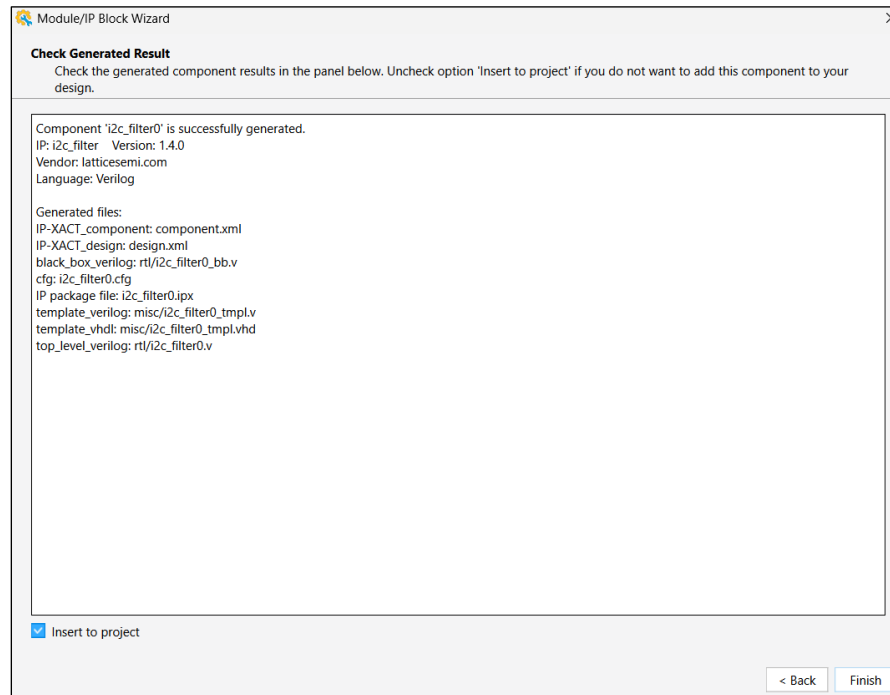 Module/IP Block Wizard
Check Generated Result
Check the generated component results in the panel below. Uncheck option 'Insert to project' if you do not want to add this component to your
design.
Component 'i2c_filter0' is successfully generated.
IP: i2c_filter    Version: 1.4.0
Vendor: latticesemi.com
Language: Verilog
Generated files:
IP-XACT_component: component.xml
IP-XACT_design: design.xml
black_box_verilog: rtl/i2c_filter0_bb.v
cfg: i2c_filter0.cfg
IP package file: i2c_filter0.ipx
template_verilog: misc/i2c_filter0_tmpl.v
template_vhdl: misc/i2c_filter0_tmpl.vhd
top_level_verilog: rtl/i2c_filter0.v
Insert to project
< Back    Finish